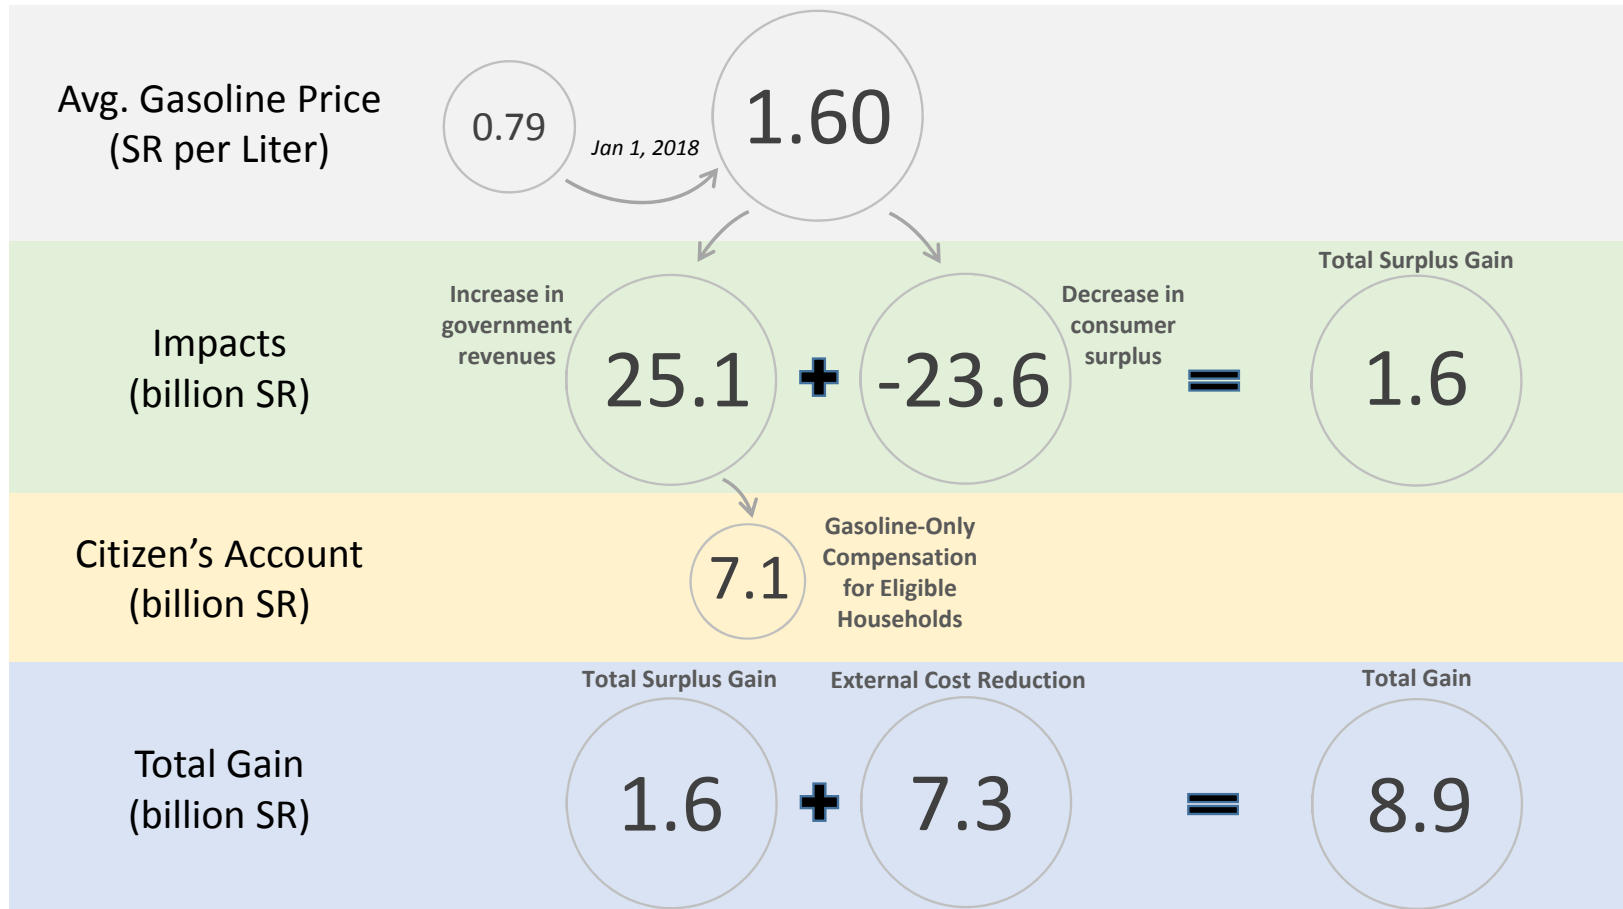 Avg. Gasoline Price
(SR per Liter)
0.79
Jan 1, 2018
1.60
Impacts
(billion SR)
Increase in
government
revenues
25.1
+
-23.6
Decrease in
consumer
surplus
=
Total Surplus Gain
1.6
Citizen’s Account
(billion SR)
7.1
Gasoline-Only
Compensation
for Eligible
Households
Total Gain
(billion SR)
Total Surplus Gain
1.6
+
External Cost Reduction
7.3
=
Total Gain
8.9